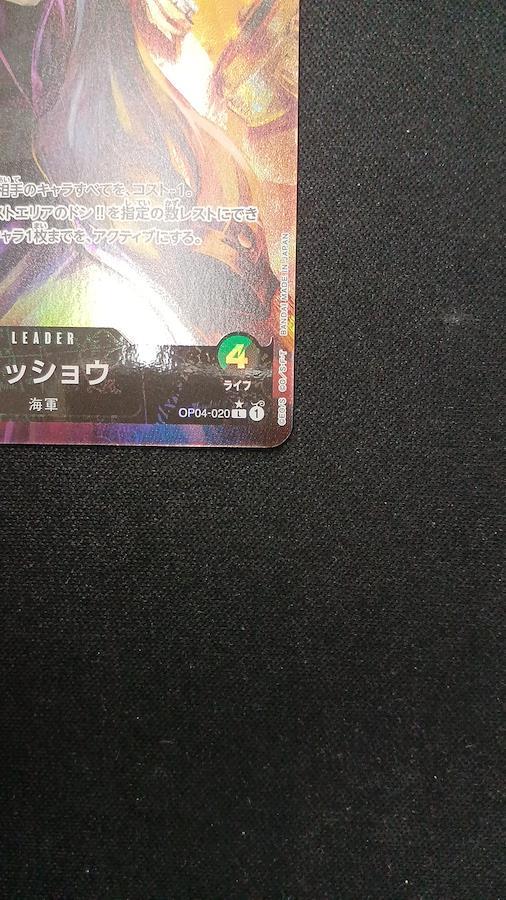 相手のキャラすべてを、コスト-1。
ストエリアのドン!!を指定の数レストにでき
ャラ1枚までを、アクティブにする。
LEADER
ッショウ
4
ライフ
海軍
OP04-020 L 1
BANDAI MADE IN JAPAN